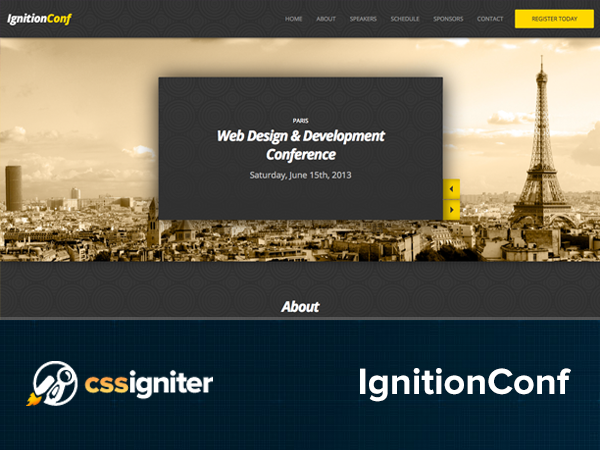 IgnitionConf
HOME ABOUT SPEAKERS SCHEDULE SPONSORS CONTACT REGISTER TODAY
PARIS
Web Design & Development
Conference
Saturday, June 15th, 2013
About
cssigniter
IgnitionConf